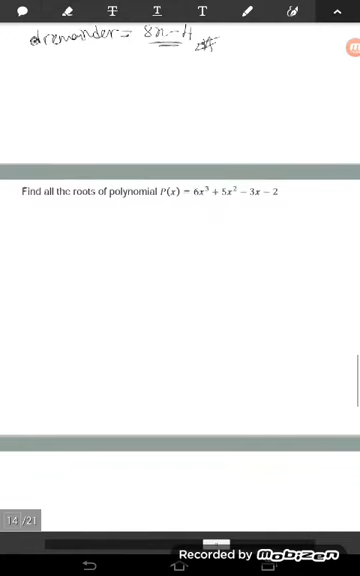 T T T
remainder = 8x - 4
Find all the roots of polynomial P(x) = 6x³ + 5x² − 3x − 2
14 /21
Recorded by mobizen